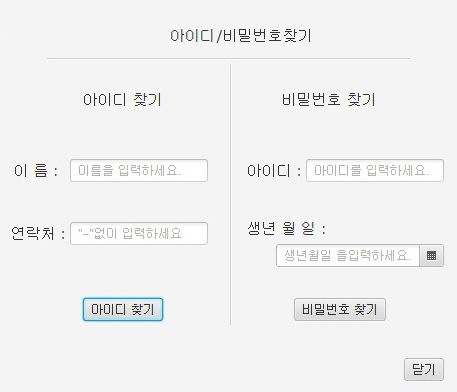 아이디/비밀번호찾기
아이디 찾기
이 름 :
이름을 입력하세요.
연락처 :
"-"없이 입력하세요
아이디 찾기
비밀번호 찾기
아이디 :
아이디를 입력하세요.
생년 월 일 :
생년월일 을입력하세요.
비밀번호 찾기
닫기